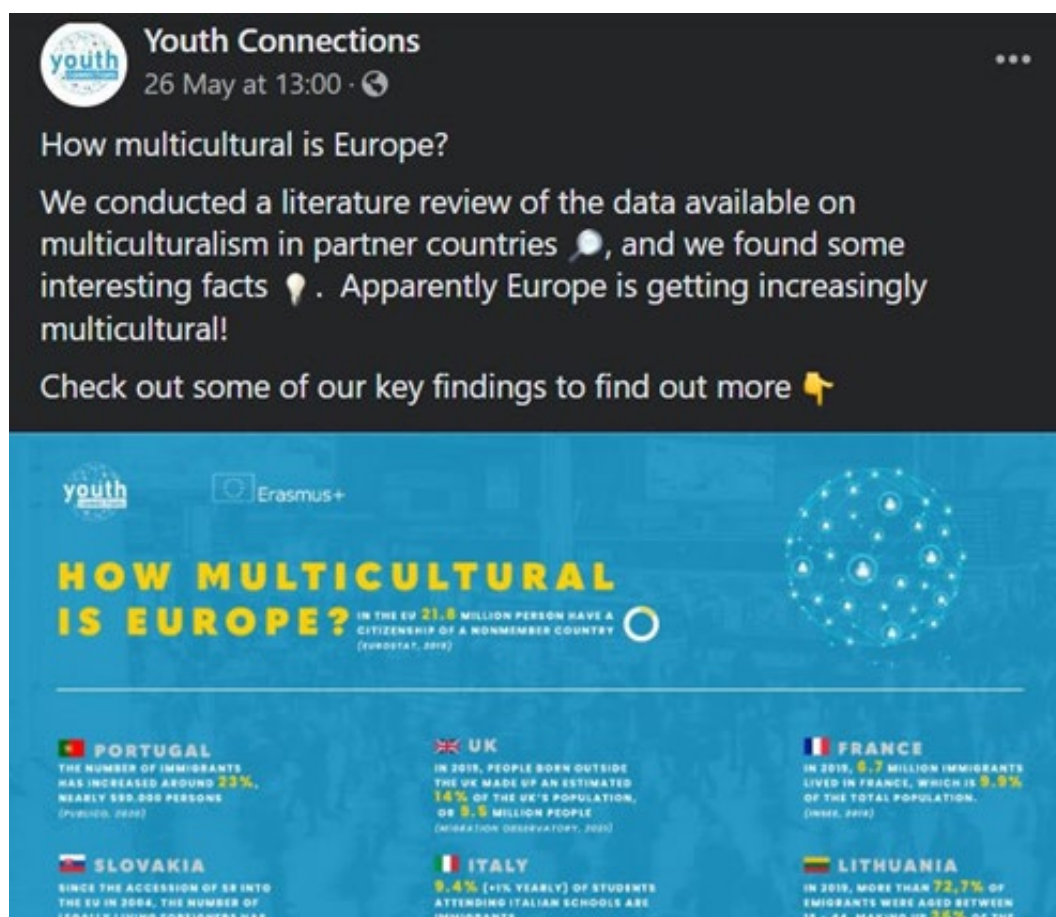 Youth Connections
26 May at 13:00
How multicultural is Europe?
We conducted a literature review of the data available on
multiculturalism in partner countries 🔎, and we found some
interesting facts 💡. Apparently Europe is getting increasingly
multicultural!
Check out some of our key findings to find out more 👇
youth
Erasmus+
HOW MULTICULTURAL
IS EUROPE?
IN THE EU 21.8 MILLION PERSON HAVE A
CITIZENSHIP OF A NONMEMBER COUNTRY
(EUROSTAT, 2019)
PORTUGAL
THE NUMBER OF IMMIGRANTS
HAS INCREASED AROUND 23%,
NEARLY 590.000 PERSONS
(PUBLICO, 2020)
UK
IN 2019, PEOPLE BORN OUTSIDE
THE UK MADE UP AN ESTIMATED
14% OF THE UK'S POPULATION,
OR 9.5 MILLION PEOPLE
(MIGRATION OBSERVATORY, 2020)
FRANCE
IN 2019, 6.7 MILLION IMMIGRANTS
LIVED IN FRANCE, WHICH IS 9.9%
OF THE TOTAL POPULATION.
(INSEE, 2019)
SLOVAKIA
SINCE THE ACCESSION OF SR INTO
THE EU IN 2004, THE NUMBER OF
ITALY
9.4% (+1% YEARLY) OF STUDENTS
ATTENDING ITALIAN SCHOOLS ARE
LITHUANIA
IN 2019, MORE THAN 72,7% OF
EMIGRANTS WERE AGED BETWEEN